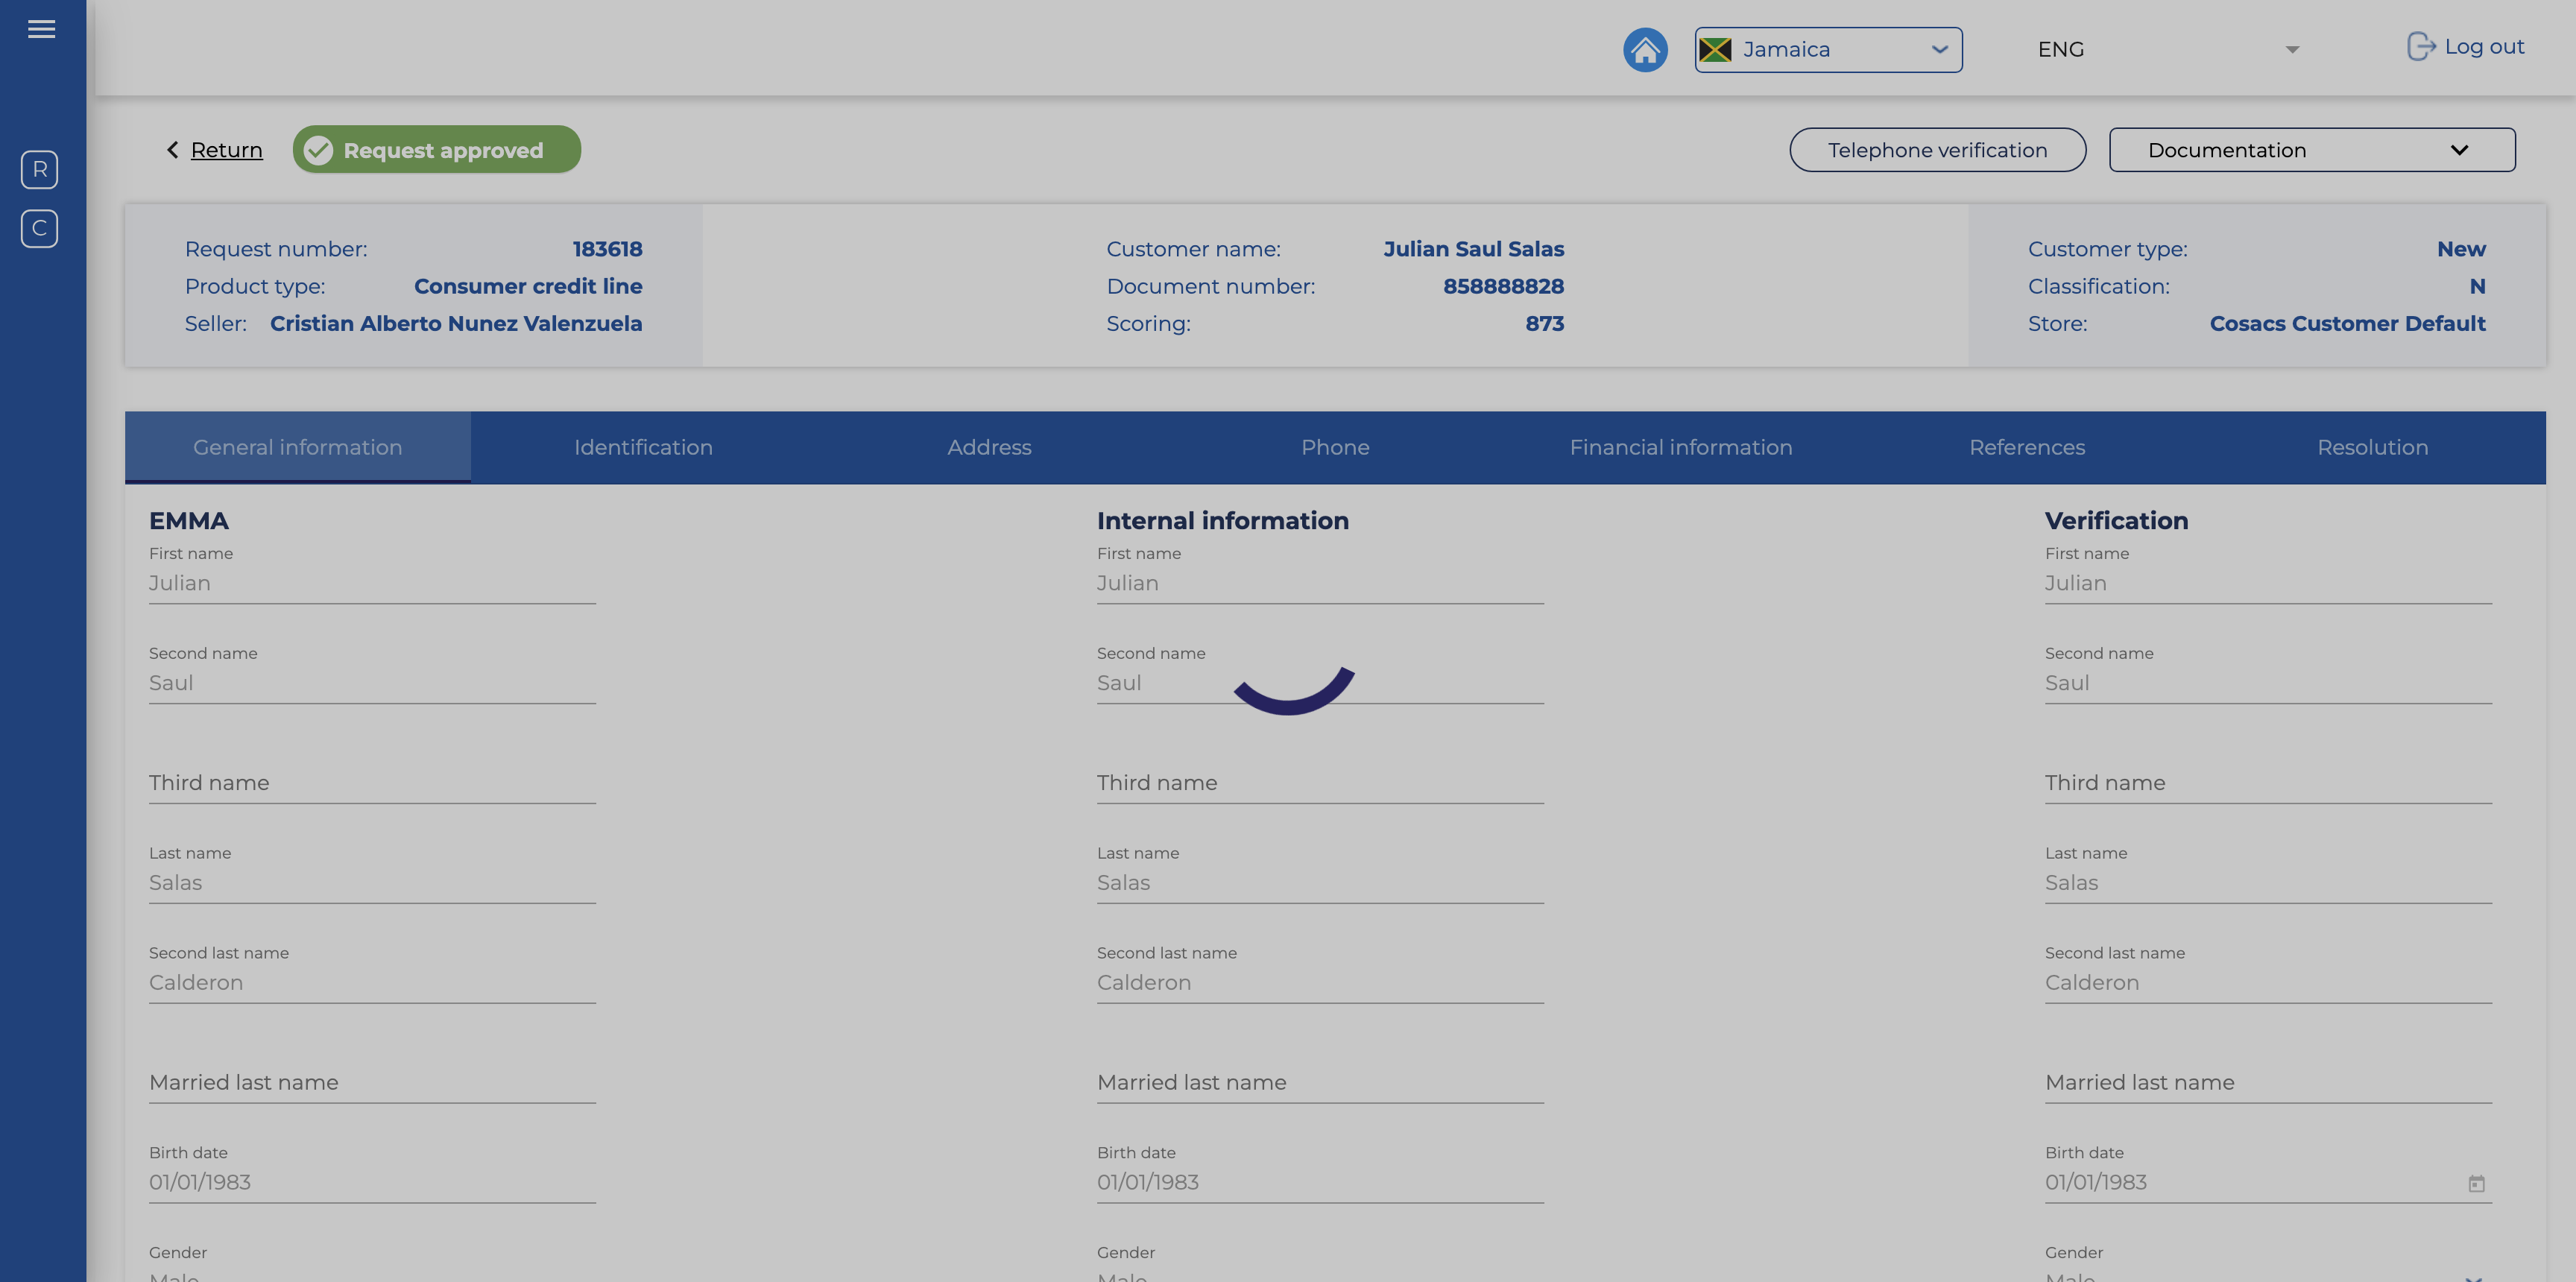 Jamaica
ENG
Log out
R
C
Return
Request approved
Telephone verification
Documentation
Request number: 183618
Product type: Consumer credit line
Seller: Cristian Alberto Nunez Valenzuela
Customer name: Julian Saul Salas
Document number: 858888828
Scoring: 873
Customer type: New
Classification: N
Store: Cosacs Customer Default
General information
Identification
Address
Phone
Financial information
References
Resolution
EMMA
First name
Julian
Second name
Saul
Third name
Last name
Salas
Second last name
Calderon
Married last name
Birth date
01/01/1983
Gender
Male
Internal information
First name
Julian
Second name
Saul
Third name
Last name
Salas
Second last name
Calderon
Married last name
Birth date
01/01/1983
Gender
Male
Verification
First name
Julian
Second name
Saul
Third name
Last name
Salas
Second last name
Calderon
Married last name
Birth date
01/01/1983
Gender
Male